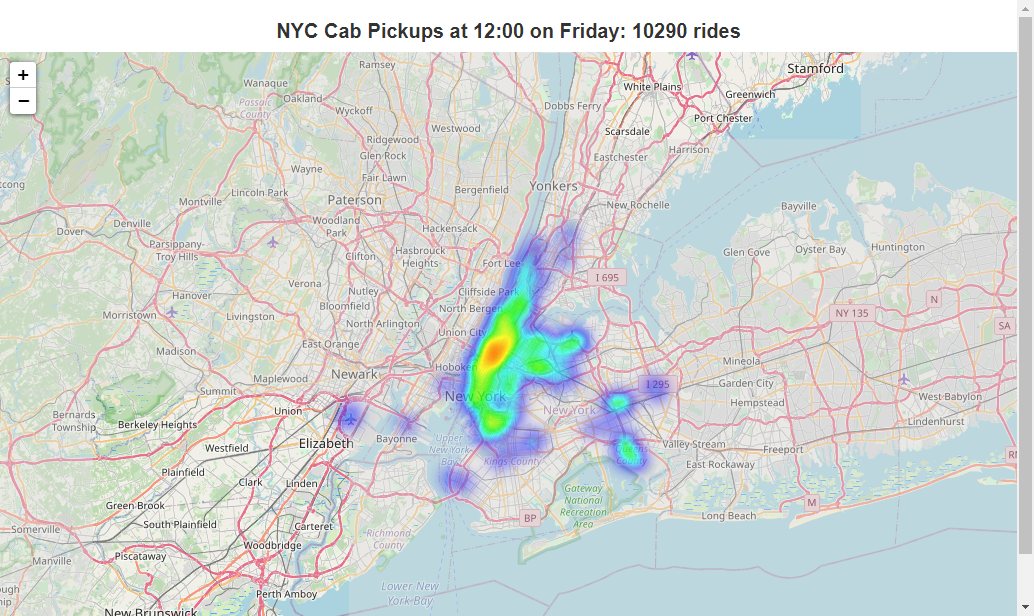 NYC Cab Pickups at 12:00 on Friday: 10290 rides
+
−
Ramsey
Stamford
Wanaque
White Plains
Greenwich
Oakland
Passaic
County
Wyckoff
Dobbs Ferry
Port Chester
Westwood
Scarsdale
Ridgewood
Harrison
Glen Rock
Eastchester
Wayne
Fair Lawn
Lincoln Park
Bergenfield
Yonkers
Paterson
Montville
New Rochelle
Bayville
Denville
Woodland
Park
Hackensack
Dover
Parsippany-
Troy Hills
Hasbrouck
Heights
Clifton
Glen Cove
Oyster Bay
Huntington
Fort Lee
I 695
Verona
Nutley
Cliffside Park
Hanover
Bloomfield
North Bergen
N
NY 135
Morristown
Livingston
North Arlington
SA
Union City
East Orange
Madison
Mineola
Hoboken
Newark
Maplewood
I 295
Garden City
Summit
New York
West Babylon
Hempstead
Union
New York
Bernards
Township
Berkeley Heights
Lindenhurst
Elizabeth
Bayonne
Upper
New York
Bay
Valley Stream
Freeport
Westfield
Kings County
East Rockaway
Plainfield
Clark
Linden
Gateway
National
Recreation
Area
Green Brook
M
South Plainfield
Long Beach
BP
Carteret
Somerville
Richmond
County
Woodbridge
Piscataway
Manville
Lower New
York Bay
Perth Amboy
New Brunswick